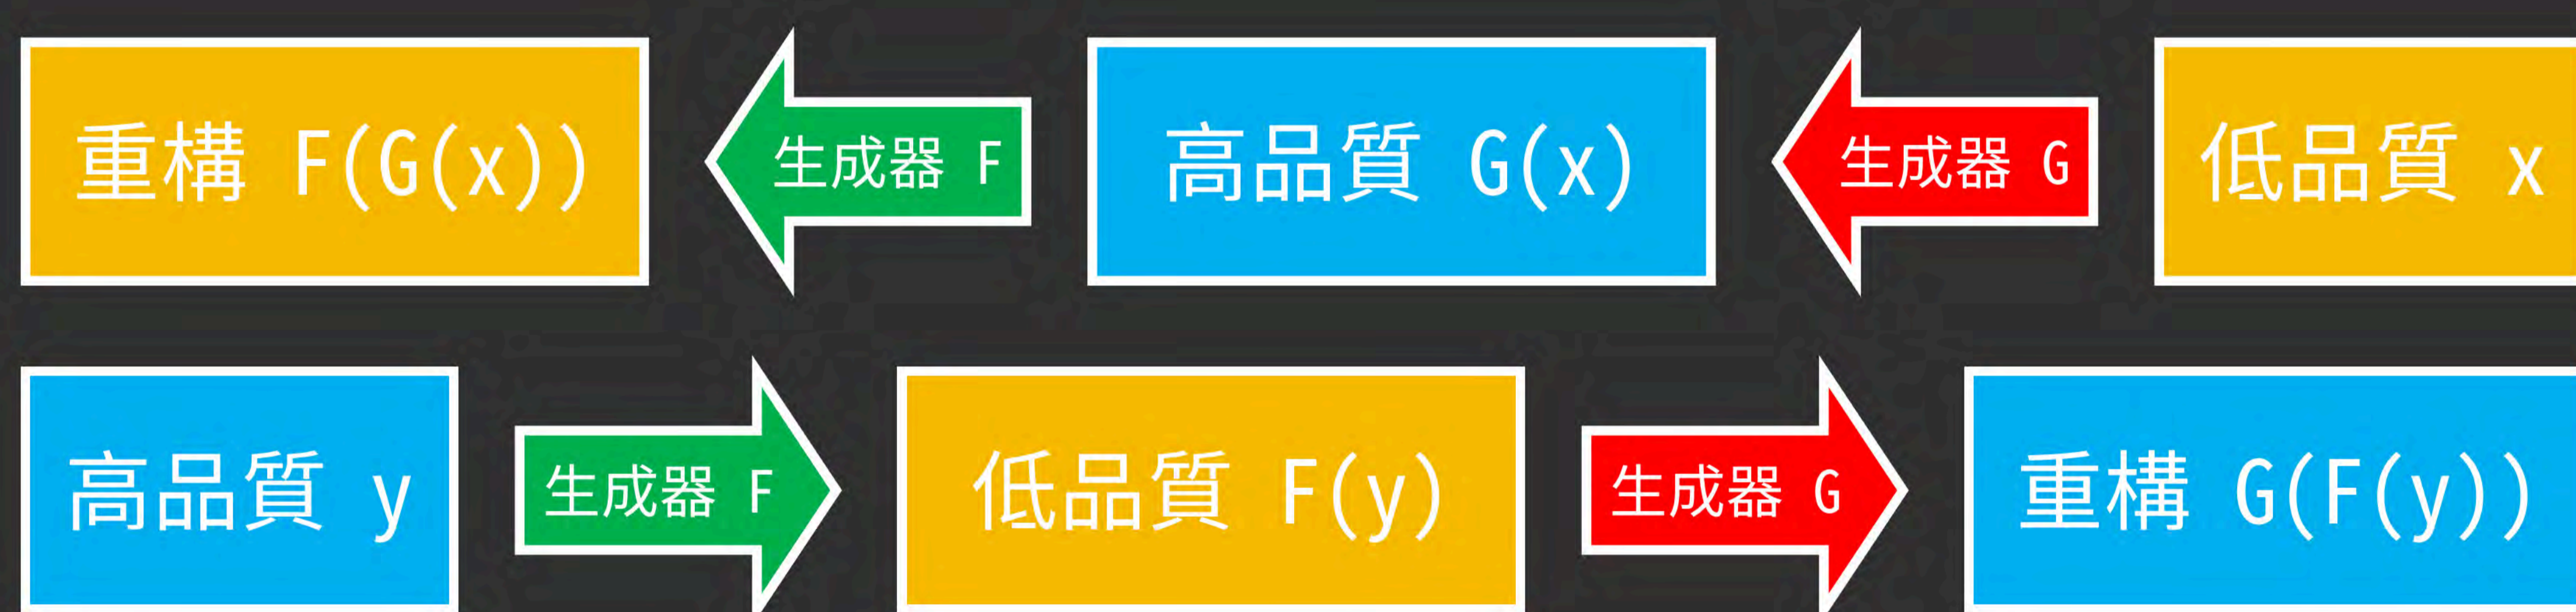 重構 F(G(x))
生成器 F
高品質 G(x)
生成器 G
低品質 x
高品質 y
生成器 F
低品質 F(y)
生成器 G
重構 G(F(y))